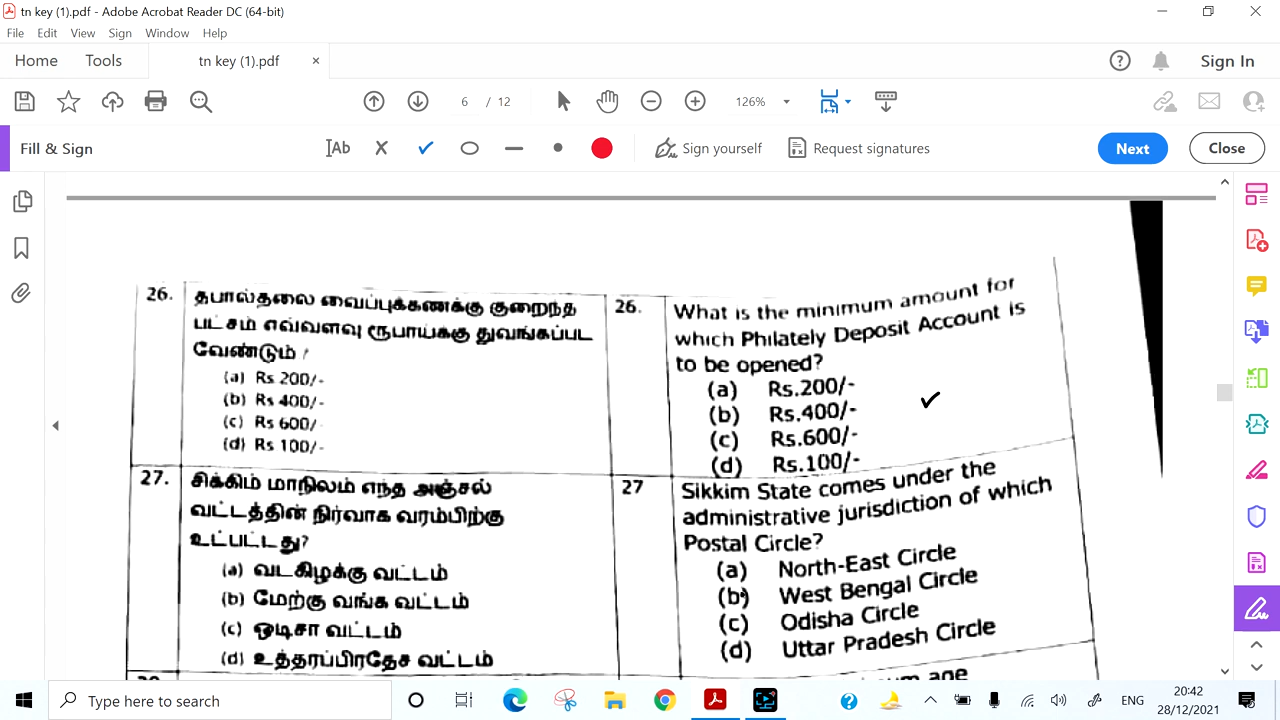 tn key (1).pdf - Adobe Acrobat Reader DC (64-bit)
File Edit View Sign Window Help
Home Tools tn key (1).pdf × Sign In
6 / 12 126%
Fill & Sign Ab Sign yourself Request signatures Next Close
26. தபால்தலை வைப்புக்கணக்கு குறைந்த
பட்சம் எவ்வளவு ரூபாய்க்கு துவங்கப்பட
வேண்டும்?
(a) Rs.200/-
(b) Rs 400/-
(c) Rs 600/-
(d) Rs 100/-
26. What is the minimum amount for
which Philately Deposit Account is
to be opened?
(a) Rs.200/-
(b) Rs.400/-
(c) Rs.600/-
(d) Rs.100/-
27. சிக்கிம் மாநிலம் எந்த அஞ்சல்
வட்டத்தின் நிர்வாக வரம்பிற்கு
உட்பட்டது?
(a) வடகிழக்கு வட்டம்
(b) மேற்கு வங்க வட்டம்
(c) ஒடிசா வட்டம்
(d) உத்தரப்பிரதேச வட்டம்
27 Sikkim State comes under the
administrative jurisdiction of which
Postal Circle?
(a) North-East Circle
(b) West Bengal Circle
(c) Odisha Circle
(d) Uttar Pradesh Circle
Type here to search
ENG
20:42
28/12/2021